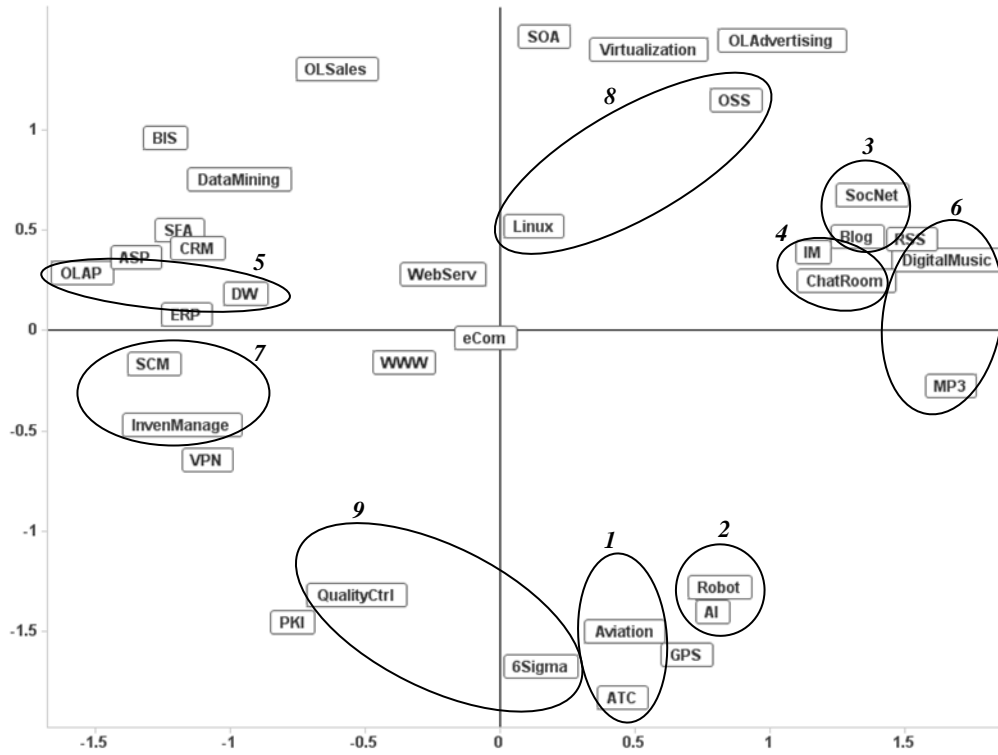 SOA
OLAdvertising
Virtualization
OLSales
8
OSS
1
BIS
3
DataMining
SocNet
6
0.5
SFA
Linux
4
Blog
RSS
CRM
ASP
IM
DigitalMusic
5
OLAP
WebServ
ChatRoom
DW
ERP
0
eCom
7
SCM
WWW
MP3
-0.5
InvenManage
VPN
-1
9
1
2
QualityCtrl
Robot
AI
-1.5
PKI
Aviation
GPS
6Sigma
ATC
-1.5 -1 -0.5 0 0.5 1 1.5